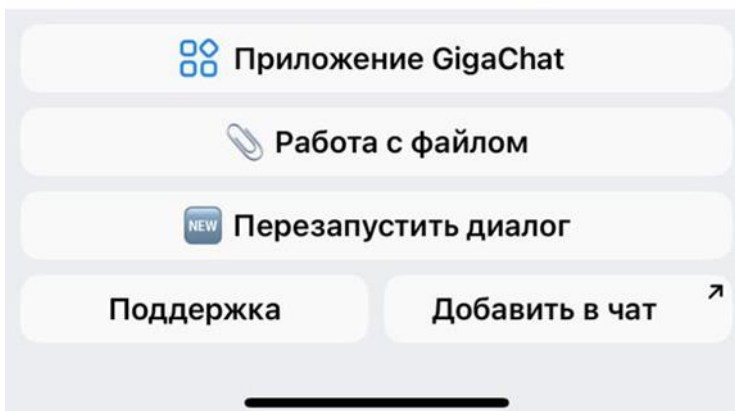 Приложение GigaChat
Работа с файлом
NEW Перезапустить диалог
Поддержка
Добавить в чат